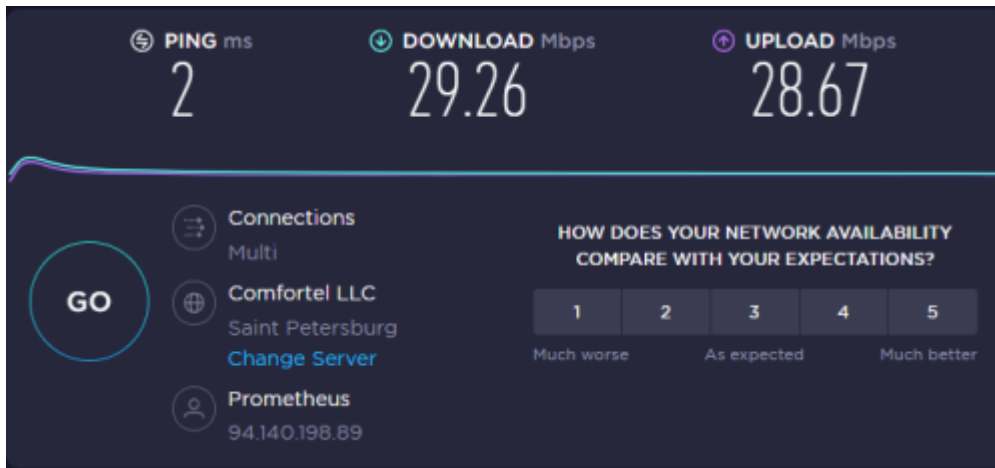 PING ms
2
DOWNLOAD Mbps
29.26
UPLOAD Mbps
28.67
GO
Connections
Multi
Comfortel LLC
Saint Petersburg
Change Server
Prometheus
94.140.198.89
HOW DOES YOUR NETWORK AVAILABILITY
COMPARE WITH YOUR EXPECTATIONS?
1 2 3 4 5
Much worse As expected Much better